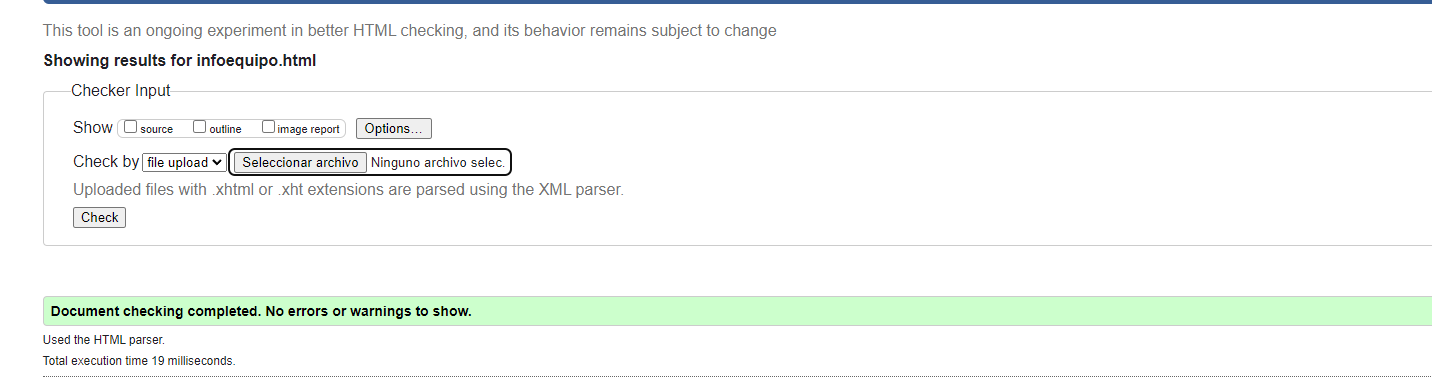 This tool is an ongoing experiment in better HTML checking, and its behavior remains subject to change
Showing results for infoequipo.html
Checker Input
Show source outline image report Options...
Check by file upload Seleccionar archivo Ninguno archivo selec.
Uploaded files with .xhtml or .xht extensions are parsed using the XML parser.
Check
Document checking completed. No errors or warnings to show.
Used the HTML parser.
Total execution time 19 milliseconds.